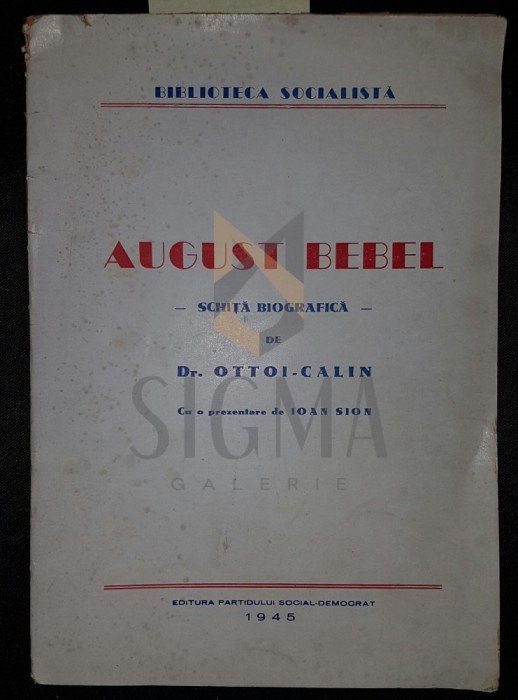 BIBLIOTECA SOCIALISTĂ
AUGUST BEBEL
— SCHIȚĂ BIOGRAFICĂ —
DE
Dr. OTTOI-CALIN
Cu o prezentare de IOAN SION
SIGMA
GALERIE
EDITURA PARTIDULUI SOCIAL-DEMOCRAT
1945